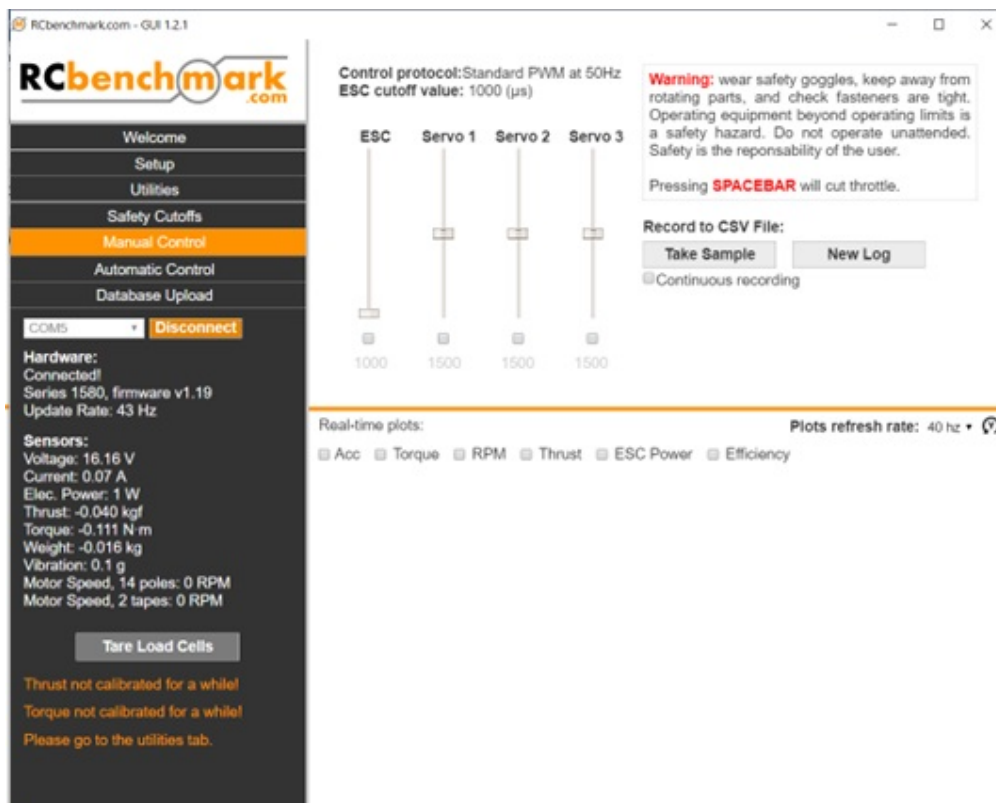 RCbenchmark.com - GUI 1.2.1
RCbenchmark
.com
Welcome
Setup
Utilities
Safety Cutoffs
Manual Control
Automatic Control
Database Upload
COM5
Disconnect
Hardware:
Connected!
Series 1580, firmware v1.19
Update Rate: 43 Hz
Sensors:
Voltage: 16.16 V
Current: 0.07 A
Elec. Power: 1 W
Thrust: -0.040 kgf
Torque: -0.111 N·m
Weight: -0.016 kg
Vibration: 0.1 g
Motor Speed, 14 poles: 0 RPM
Motor Speed, 2 tapes: 0 RPM
Tare Load Cells
Thrust not calibrated for a while!
Torque not calibrated for a while!
Please go to the utilities tab.
Control protocol:Standard PWM at 50Hz
ESC cutoff value: 1000 (µs)
ESC Servo 1 Servo 2 Servo 3
1000 1500 1500 1500
Warning: wear safety goggles, keep away from
rotating parts, and check fasteners are tight.
Operating equipment beyond operating limits is
a safety hazard. Do not operate unattended.
Safety is the reponsability of the user.
Pressing SPACEBAR will cut throttle.
Record to CSV File:
Take Sample New Log
Continuous recording
Real-time plots:
Plots refresh rate: 40 hz
Acc Torque RPM Thrust ESC Power Efficiency